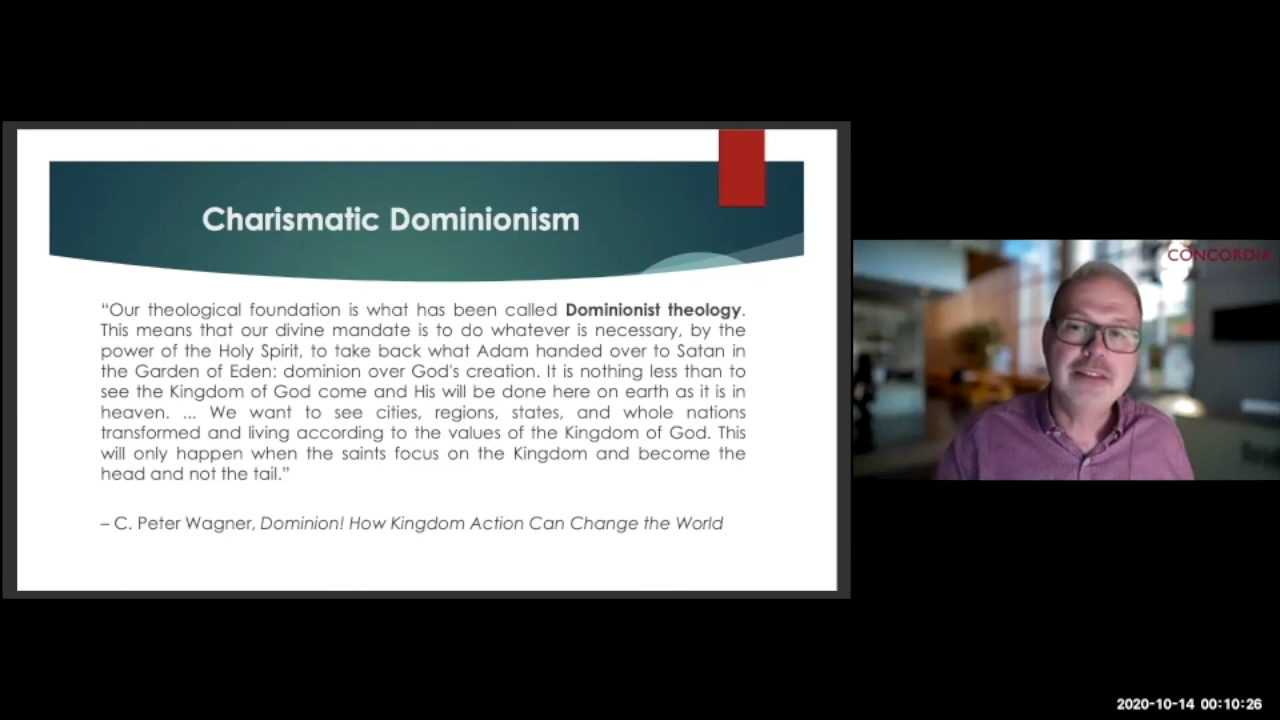 Charismatic Dominionism
“Our theological foundation is what has been called Dominionist theology.
This means that our divine mandate is to do whatever is necessary, by the
power of the Holy Spirit, to take back what Adam handed over to Satan in
the Garden of Eden: dominion over God's creation. It is nothing less than to
see the Kingdom of God come and His will be done here on earth as it is in
heaven. ... We want to see cities, regions, states, and whole nations
transformed and living according to the values of the Kingdom of God. This
will only happen when the saints focus on the Kingdom and become the
head and not the tail.”
– C. Peter Wagner, Dominion! How Kingdom Action Can Change the World
CONCORDIA
2020-10-14 00:10:26